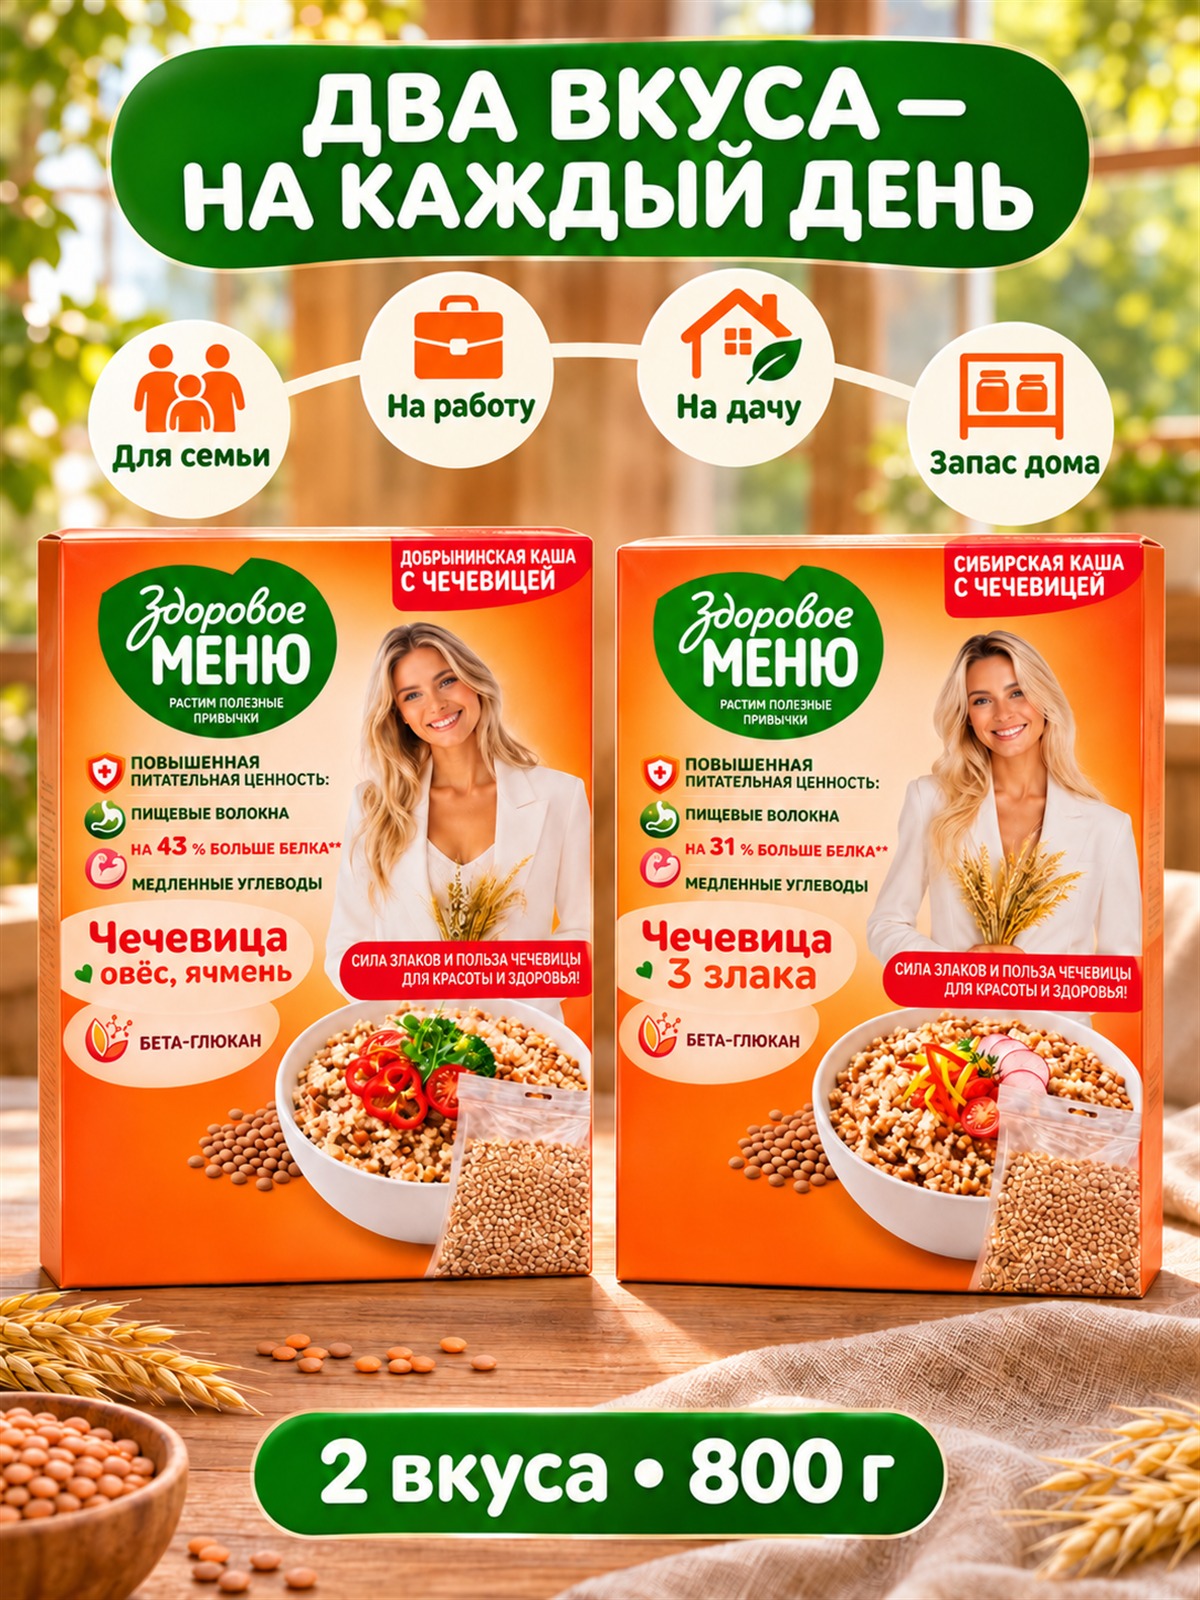 ДВА ВКУСА –
НА КАЖДЫЙ ДЕНЬ
Для семьи
На работу
На дачу
Запас дома
ДОБРЫНИНСКАЯ КАША
С ЧЕЧЕВИЦЕЙ
Здоровое
МЕНЮ
РАСТИМ ПОЛЕЗНЫЕ
ПРИВЫЧКИ
ПОВЫШЕННАЯ
ПИТАТЕЛЬНАЯ ЦЕННОСТЬ:
ПИЩЕВЫЕ ВОЛОКНА
НА 43 % БОЛЬШЕ БЕЛКА**
МЕДЛЕННЫЕ УГЛЕВОДЫ
Чечевица
овёс, ячмень
СИЛА ЗЛАКОВ И ПОЛЬЗА ЧЕЧЕВИЦЫ
ДЛЯ КРАСОТЫ И ЗДОРОВЬЯ!
БЕТА-ГЛЮКАН
СИБИРСКАЯ КАША
С ЧЕЧЕВИЦЕЙ
Здоровое
МЕНЮ
РАСТИМ ПОЛЕЗНЫЕ
ПРИВЫЧКИ
ПОВЫШЕННАЯ
ПИТАТЕЛЬНАЯ ЦЕННОСТЬ:
ПИЩЕВЫЕ ВОЛОКНА
НА 31 % БОЛЬШЕ БЕЛКА**
МЕДЛЕННЫЕ УГЛЕВОДЫ
Чечевица
3 злака
СИЛА ЗЛАКОВ И ПОЛЬЗА ЧЕЧЕВИЦЫ
ДЛЯ КРАСОТЫ И ЗДОРОВЬЯ!
БЕТА-ГЛЮКАН
2 вкуса • 800 г